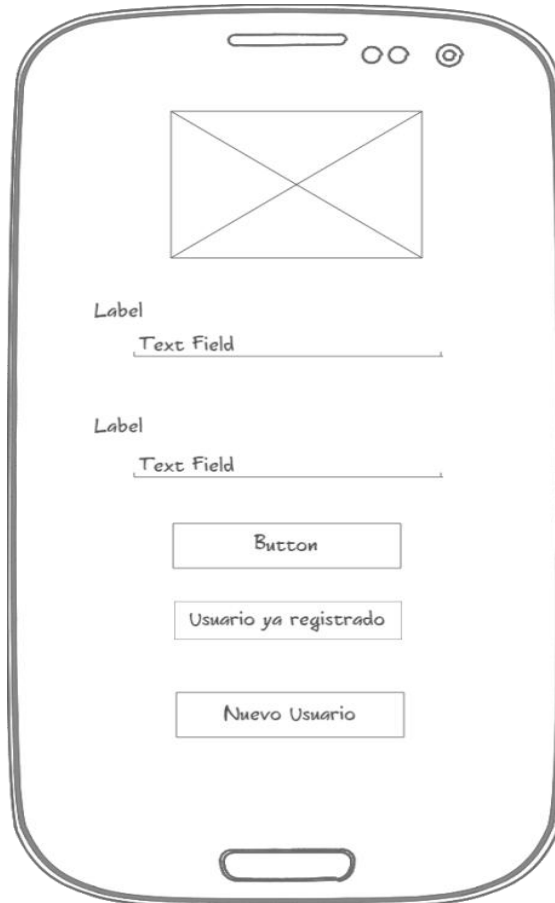 Label
Text Field
Label
Text Field
Button
Usuario ya registrado
Nuevo Usuario